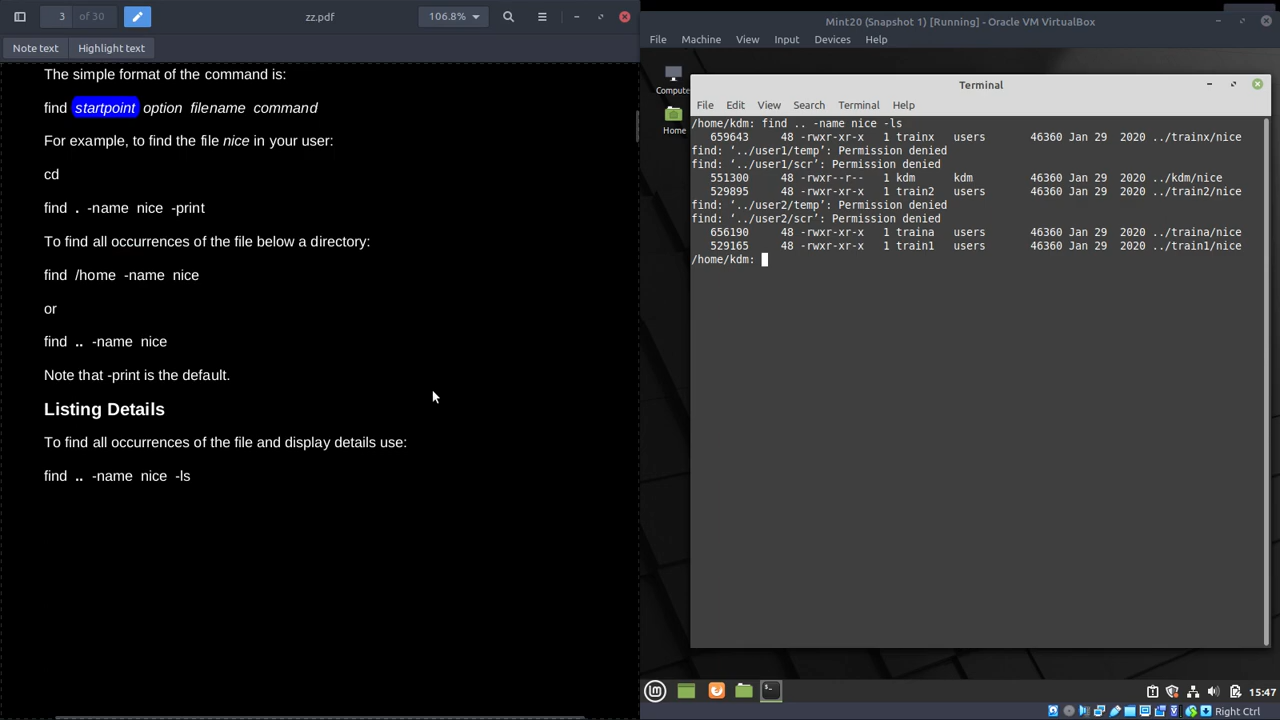 3 of 30
zz.pdf
106.8%
Note text Highlight text
The simple format of the command is:
find startpoint option filename command
For example, to find the file nice in your user:
cd
find . -name nice -print
To find all occurrences of the file below a directory:
find /home -name nice
or
find .. -name nice
Note that -print is the default.
Listing Details
To find all occurrences of the file and display details use:
find .. -name nice -ls
Mint20 (Snapshot 1) [Running] - Oracle VM VirtualBox
File Machine View Input Devices Help
Compute
Home
Terminal
File Edit View Search Terminal Help
/home/kdm: find .. -name nice -ls
659643 48 -rwxr-xr-x 1 trainx users 46360 Jan 29 2020 ../trainx/nice
find: ‘../user1/temp’: Permission denied
find: ‘../user1/scr’: Permission denied
551300 48 -rwxr--r-- 1 kdm kdm 46360 Jan 29 2020 ../kdm/nice
529895 48 -rwxr-xr-x 1 train2 users 46360 Jan 29 2020 ../train2/nice
find: ‘../user2/temp’: Permission denied
find: ‘../user2/scr’: Permission denied
656190 48 -rwxr-xr-x 1 traina users 46360 Jan 29 2020 ../traina/nice
529165 48 -rwxr-xr-x 1 train1 users 46360 Jan 29 2020 ../train1/nice
/home/kdm:
15:47
Right Ctrl